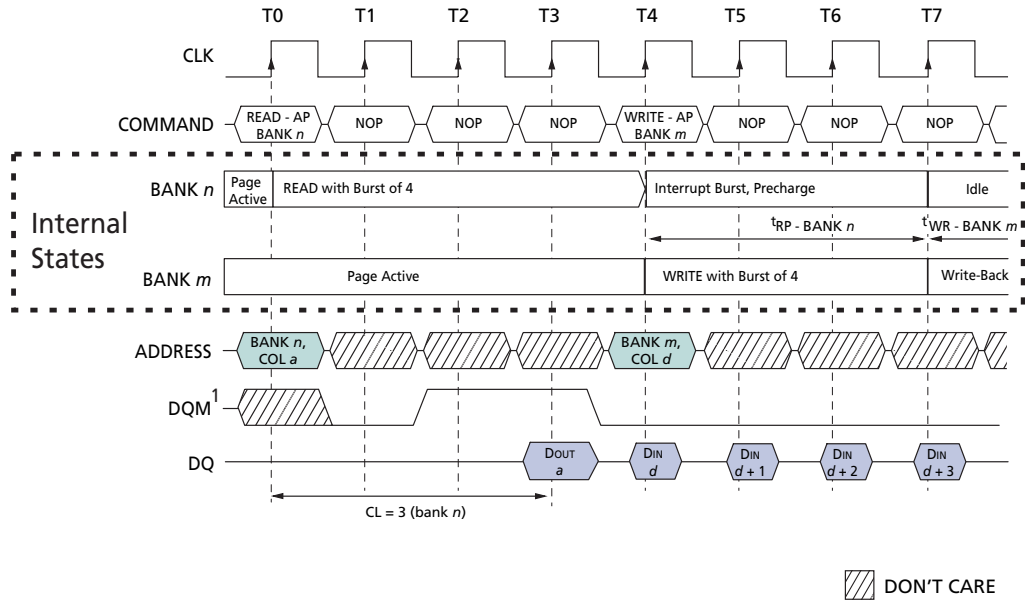 T0 T1 T2 T3 T4 T5 T6 T7
CLK
COMMAND READ - AP BANK n NOP NOP NOP WRITE - AP BANK m NOP NOP NOP
Internal States
BANK n Page Active READ with Burst of 4 Interrupt Burst, Precharge Idle
tRP - BANK n tWR - BANK m
BANK m Page Active WRITE with Burst of 4 Write-Back
ADDRESS BANK n, COL a BANK m, COL d
DQM1
DQ DOUT a DIN d DIN d + 1 DIN d + 2 DIN d + 3
CL = 3 (bank n)
DON'T CARE